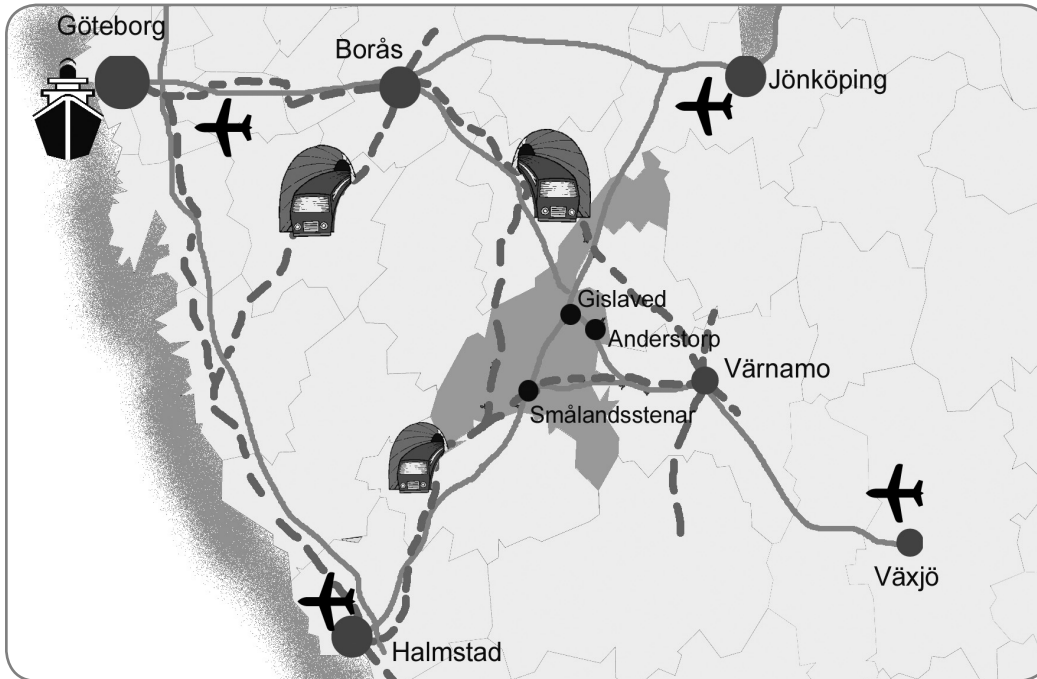 Göteborg
Borås
Jönköping
Gislaved
Anderstorp
Värnamo
Smålandsstenar
Växjö
Halmstad